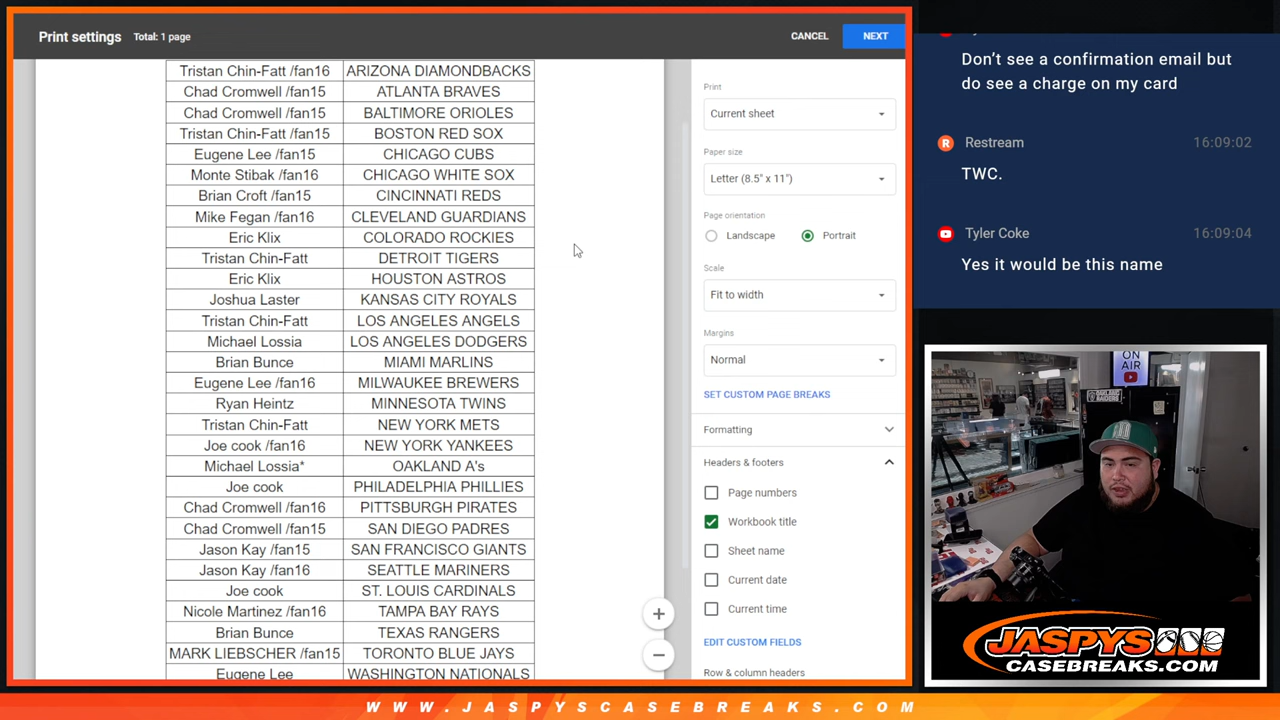 Print settings Total: 1 page
CANCEL NEXT
Tristan Chin-Fatt /fan16 ARIZONA DIAMONDBACKS
Chad Cromwell /fan15 ATLANTA BRAVES
Chad Cromwell /fan15 BALTIMORE ORIOLES
Tristan Chin-Fatt /fan15 BOSTON RED SOX
Eugene Lee /fan15 CHICAGO CUBS
Monte Stibak /fan16 CHICAGO WHITE SOX
Brian Croft /fan15 CINCINNATI REDS
Mike Fegan /fan16 CLEVELAND GUARDIANS
Eric Klix COLORADO ROCKIES
Tristan Chin-Fatt DETROIT TIGERS
Eric Klix HOUSTON ASTROS
Joshua Laster KANSAS CITY ROYALS
Tristan Chin-Fatt LOS ANGELES ANGELS
Michael Lossia LOS ANGELES DODGERS
Brian Bunce MIAMI MARLINS
Eugene Lee /fan16 MILWAUKEE BREWERS
Ryan Heintz MINNESOTA TWINS
Tristan Chin-Fatt NEW YORK METS
Joe cook /fan16 NEW YORK YANKEES
Michael Lossia* OAKLAND A's
Joe cook PHILADELPHIA PHILLIES
Chad Cromwell /fan16 PITTSBURGH PIRATES
Chad Cromwell /fan15 SAN DIEGO PADRES
Jason Kay /fan15 SAN FRANCISCO GIANTS
Jason Kay /fan16 SEATTLE MARINERS
Joe cook ST. LOUIS CARDINALS
Nicole Martinez /fan16 TAMPA BAY RAYS
Brian Bunce TEXAS RANGERS
MARK LIEBSCHER /fan15 TORONTO BLUE JAYS
Eugene Lee WASHINGTON NATIONALS
Print
Current sheet
Paper size
Letter (8.5" x 11")
Page orientation
Landscape Portrait
Scale
Fit to width
Margins
Normal
SET CUSTOM PAGE BREAKS
Formatting
Headers & footers
Page numbers
Workbook title
Sheet name
Current date
Current time
EDIT CUSTOM FIELDS
Row & column headers
Don't see a confirmation email but
do see a charge on my card
Restream 16:09:02
TWC.
Tyler Coke 16:09:04
Yes it would be this name
ON
AIR
JASPYS
CASEBREAKS.COM
WWW.JASPYSCASEBREAKS.COM